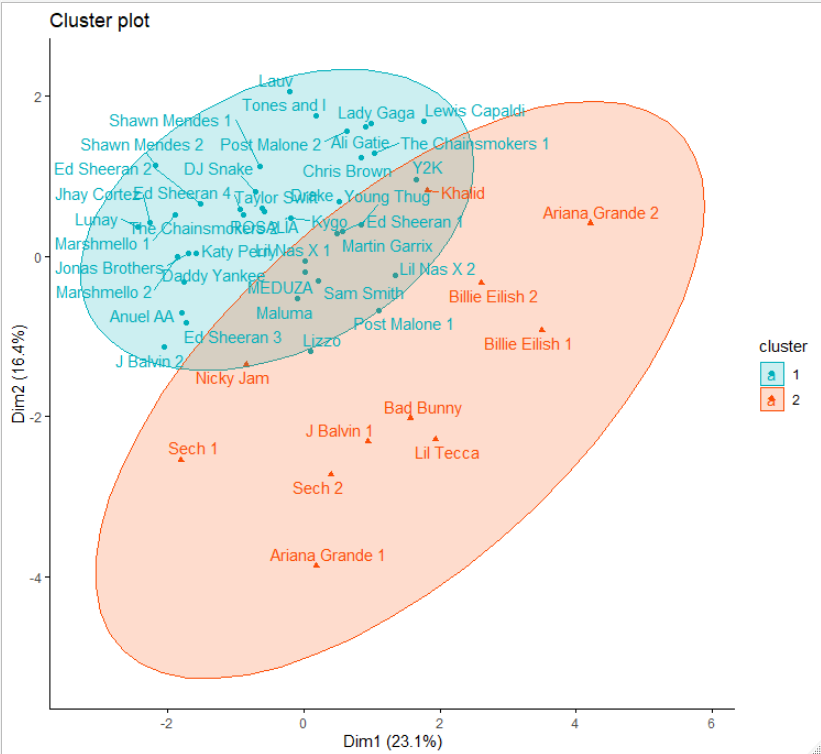 Cluster plot
Lauv
Tones and I
Lady Gaga
Lewis Capaldi
Shawn Mendes 1
Post Malone 2
Ali Gatie
The Chainsmokers 1
Shawn Mendes 2
Ed Sheeran 2
DJ Snake
Chris Brown
Y2K
Jhay Cortez
Ed Sheeran 4
Taylor Swift
Drake
Young Thug
Khalid
Ariana Grande 2
Lunay
The Chainsmokers 2
ROSALÍA
Kygo
Ed Sheeran 1
Marshmello 1
Katy Perry
Lil Nas X 1
Martin Garrix
Jonas Brothers
Daddy Yankee
Lil Nas X 2
Marshmello 2
MEDUZA
Sam Smith
Billie Eilish 2
Anuel AA
Maluma
Post Malone 1
Ed Sheeran 3
Lizzo
Billie Eilish 1
J Balvin 2
Nicky Jam
Bad Bunny
J Balvin 1
Sech 1
Lil Tecca
Sech 2
Ariana Grande 1
2
0
-2
-4
Dim2 (16.4%)
-2
0
2
4
6
Dim1 (23.1%)
cluster
a 1
a 2